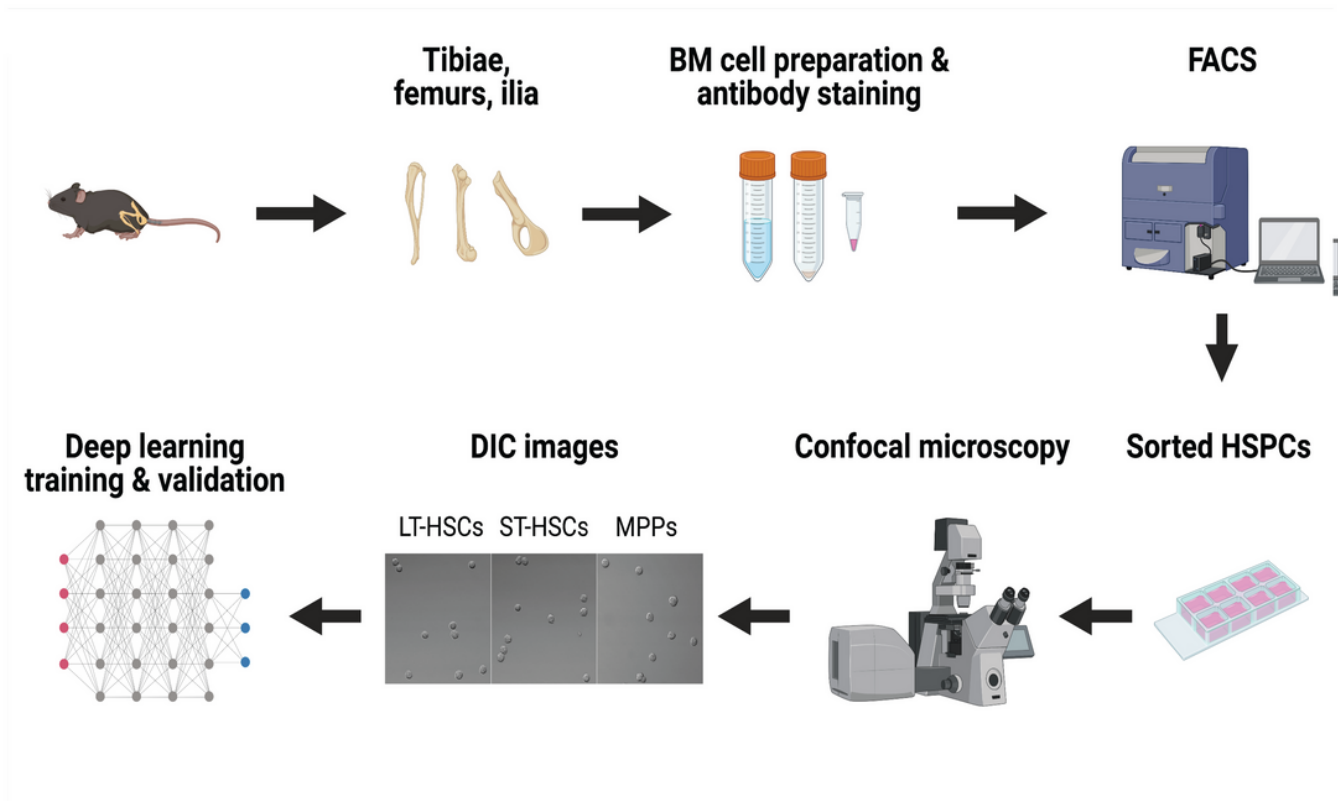 Tibiae,
femurs, ilia
BM cell preparation &
antibody staining
FACS
Deep learning
training & validation
DIC images
LT-HSCs ST-HSCs MPPs
Confocal microscopy
Sorted HSPCs